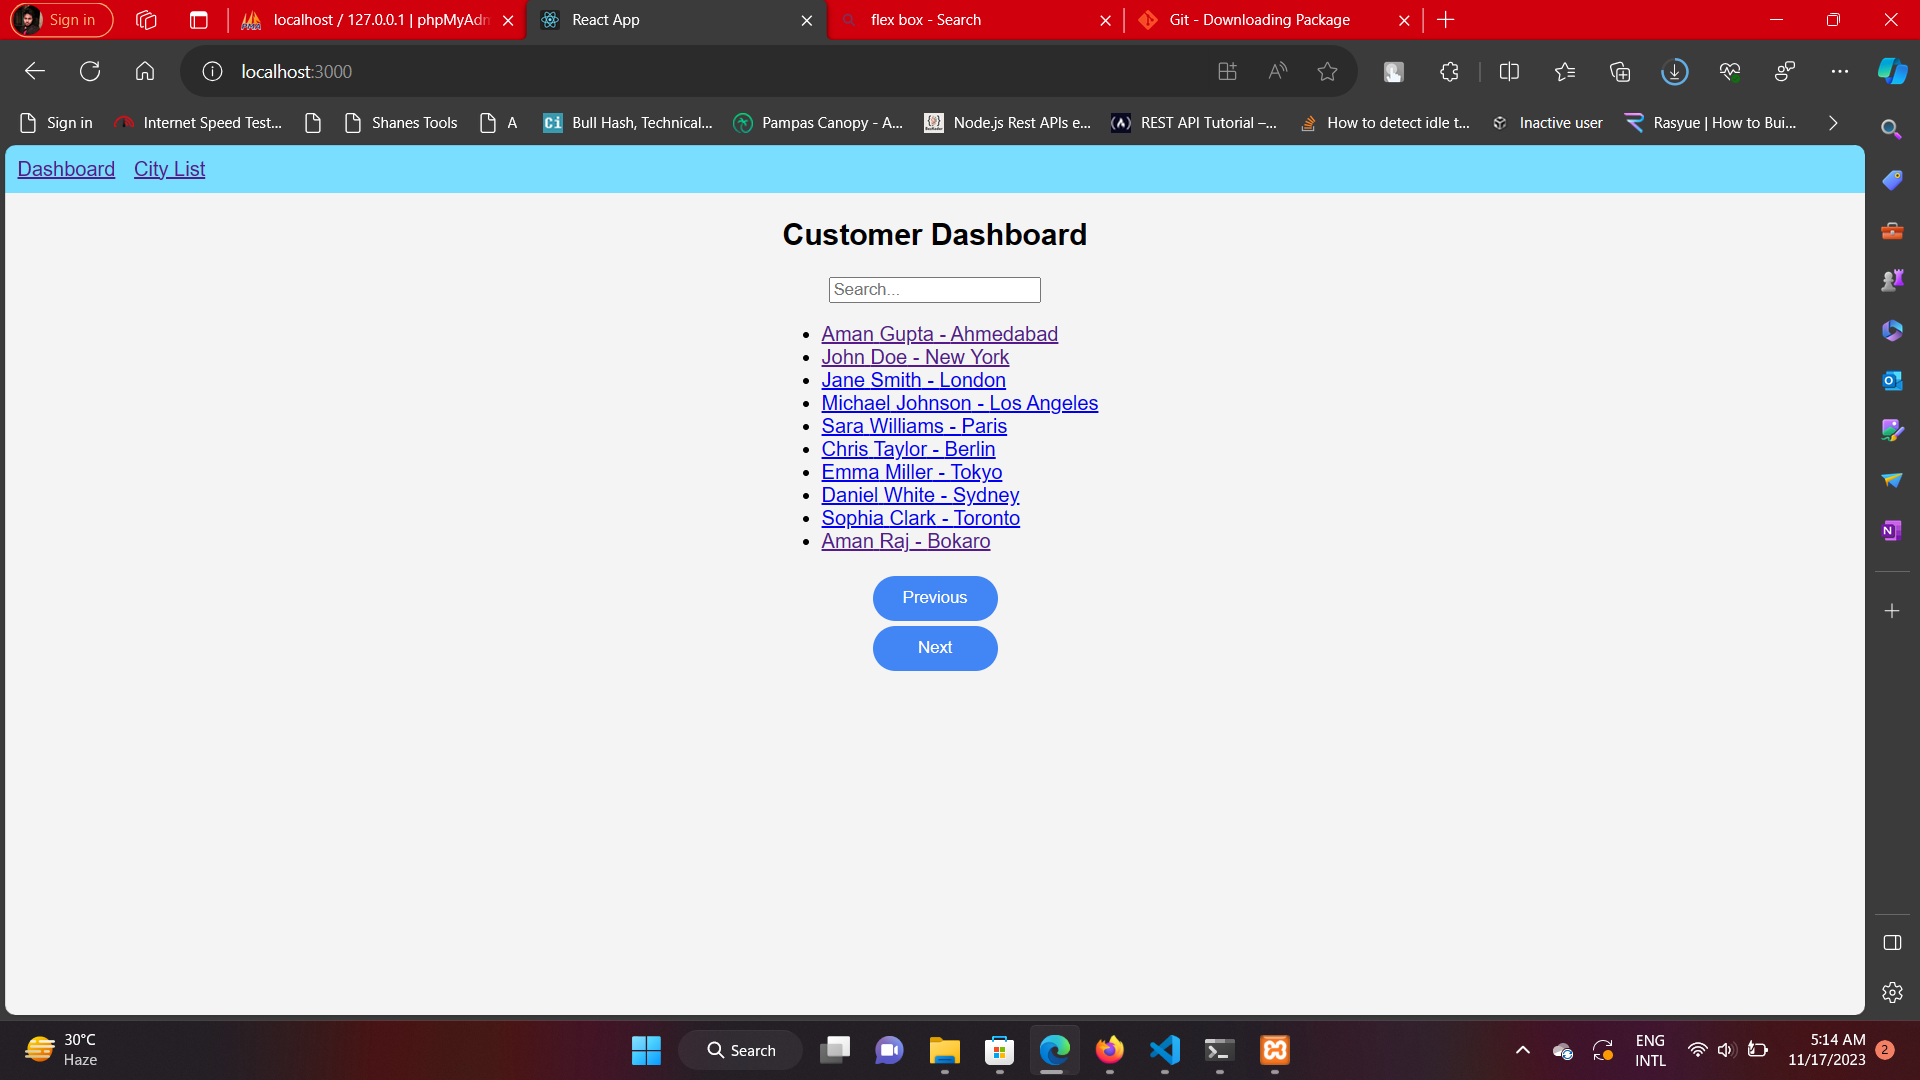 Sign in
localhost / 127.0.0.1 | phpMyAdm
React App
flex box - Search
Git - Downloading Package
localhost:3000
Sign in
Internet Speed Test...
Shanes Tools
A
Ci
Bull Hash, Technical...
Pampas Canopy - A...
Node.js Rest APIs e...
REST API Tutorial –...
How to detect idle t...
Inactive user
Rasyue | How to Bui...
Dashboard City List
Customer Dashboard
Search...
Aman Gupta - Ahmedabad
John Doe - New York
Jane Smith - London
Michael Johnson - Los Angeles
Sara Williams - Paris
Chris Taylor - Berlin
Emma Miller - Tokyo
Daniel White - Sydney
Sophia Clark - Toronto
Aman Raj - Bokaro
Previous
Next
30°C
Haze
Search
ENG
INTL
5:14 AM
11/17/2023
2